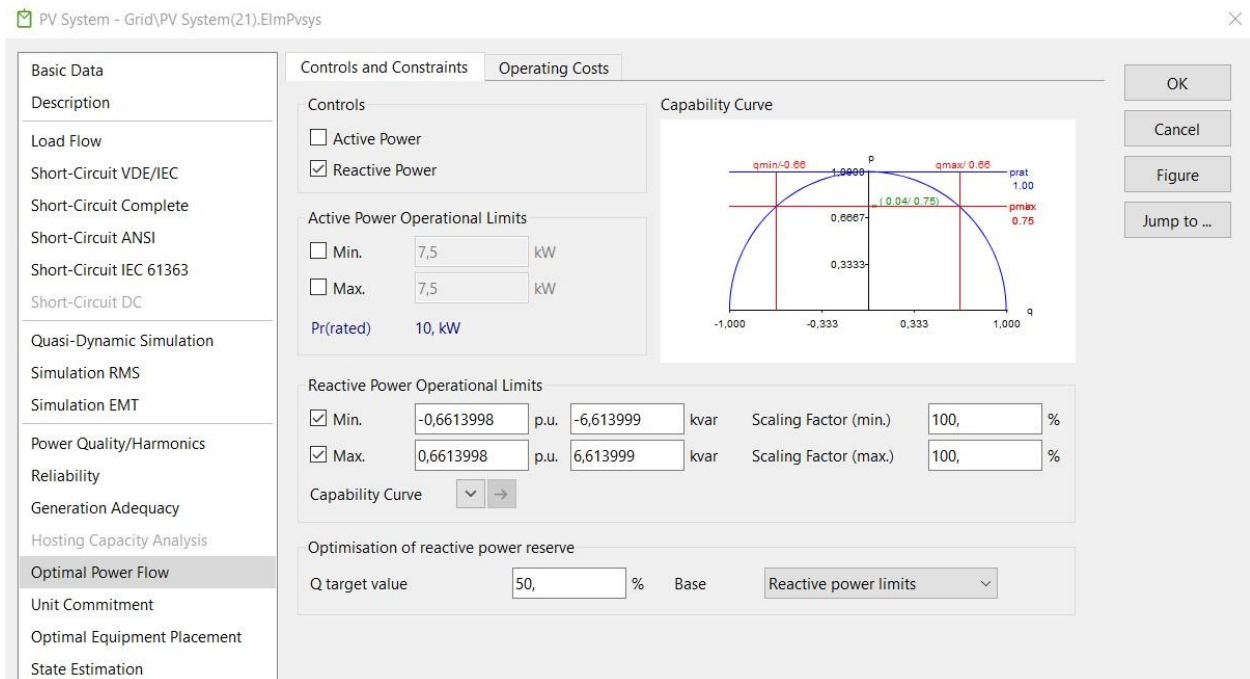 PV System - Grid\PV System(21).ElmPvsys
Basic Data
Description
Load Flow
Short-Circuit VDE/IEC
Short-Circuit Complete
Short-Circuit ANSI
Short-Circuit IEC 61363
Short-Circuit DC
Quasi-Dynamic Simulation
Simulation RMS
Simulation EMT
Power Quality/Harmonics
Reliability
Generation Adequacy
Hosting Capacity Analysis
Optimal Power Flow
Unit Commitment
Optimal Equipment Placement
State Estimation
Controls and Constraints Operating Costs
Controls
Active Power
Reactive Power
Active Power Operational Limits
Min. 7,5 kW
Max. 7,5 kW
Pr(rated) 10, kW
Capability Curve
p
qmin/-0.66 1,0000 qmax/ 0.66 prat
1.00
( 0.04/ 0.75) pmax
0,6667 0.75
0,3333
q
-1,000 -0,333 0,333 1,000
Reactive Power Operational Limits
Min. -0,6613998 p.u. -6,613999 kvar Scaling Factor (min.) 100, %
Max. 0,6613998 p.u. 6,613999 kvar Scaling Factor (max.) 100, %
Capability Curve
Optimisation of reactive power reserve
Q target value 50, % Base Reactive power limits
OK
Cancel
Figure
Jump to ...